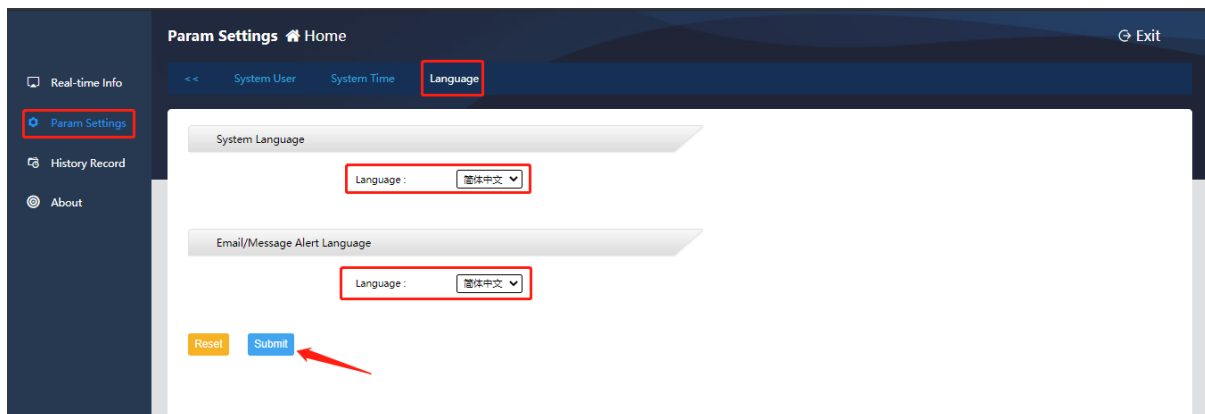 Param Settings Home
Exit
Real-time Info
Param Settings
History Record
About
<< System User System Time Language
System Language
Language : 简体中文
Email/Message Alert Language
Language : 简体中文
Reset Submit